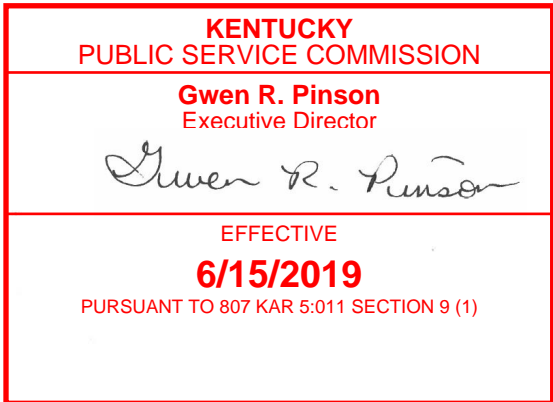 KENTUCKY
PUBLIC SERVICE COMMISSION
Gwen R. Pinson
Executive Director
Gwen R. Pinson
EFFECTIVE
6/15/2019
PURSUANT TO 807 KAR 5:011 SECTION 9 (1)